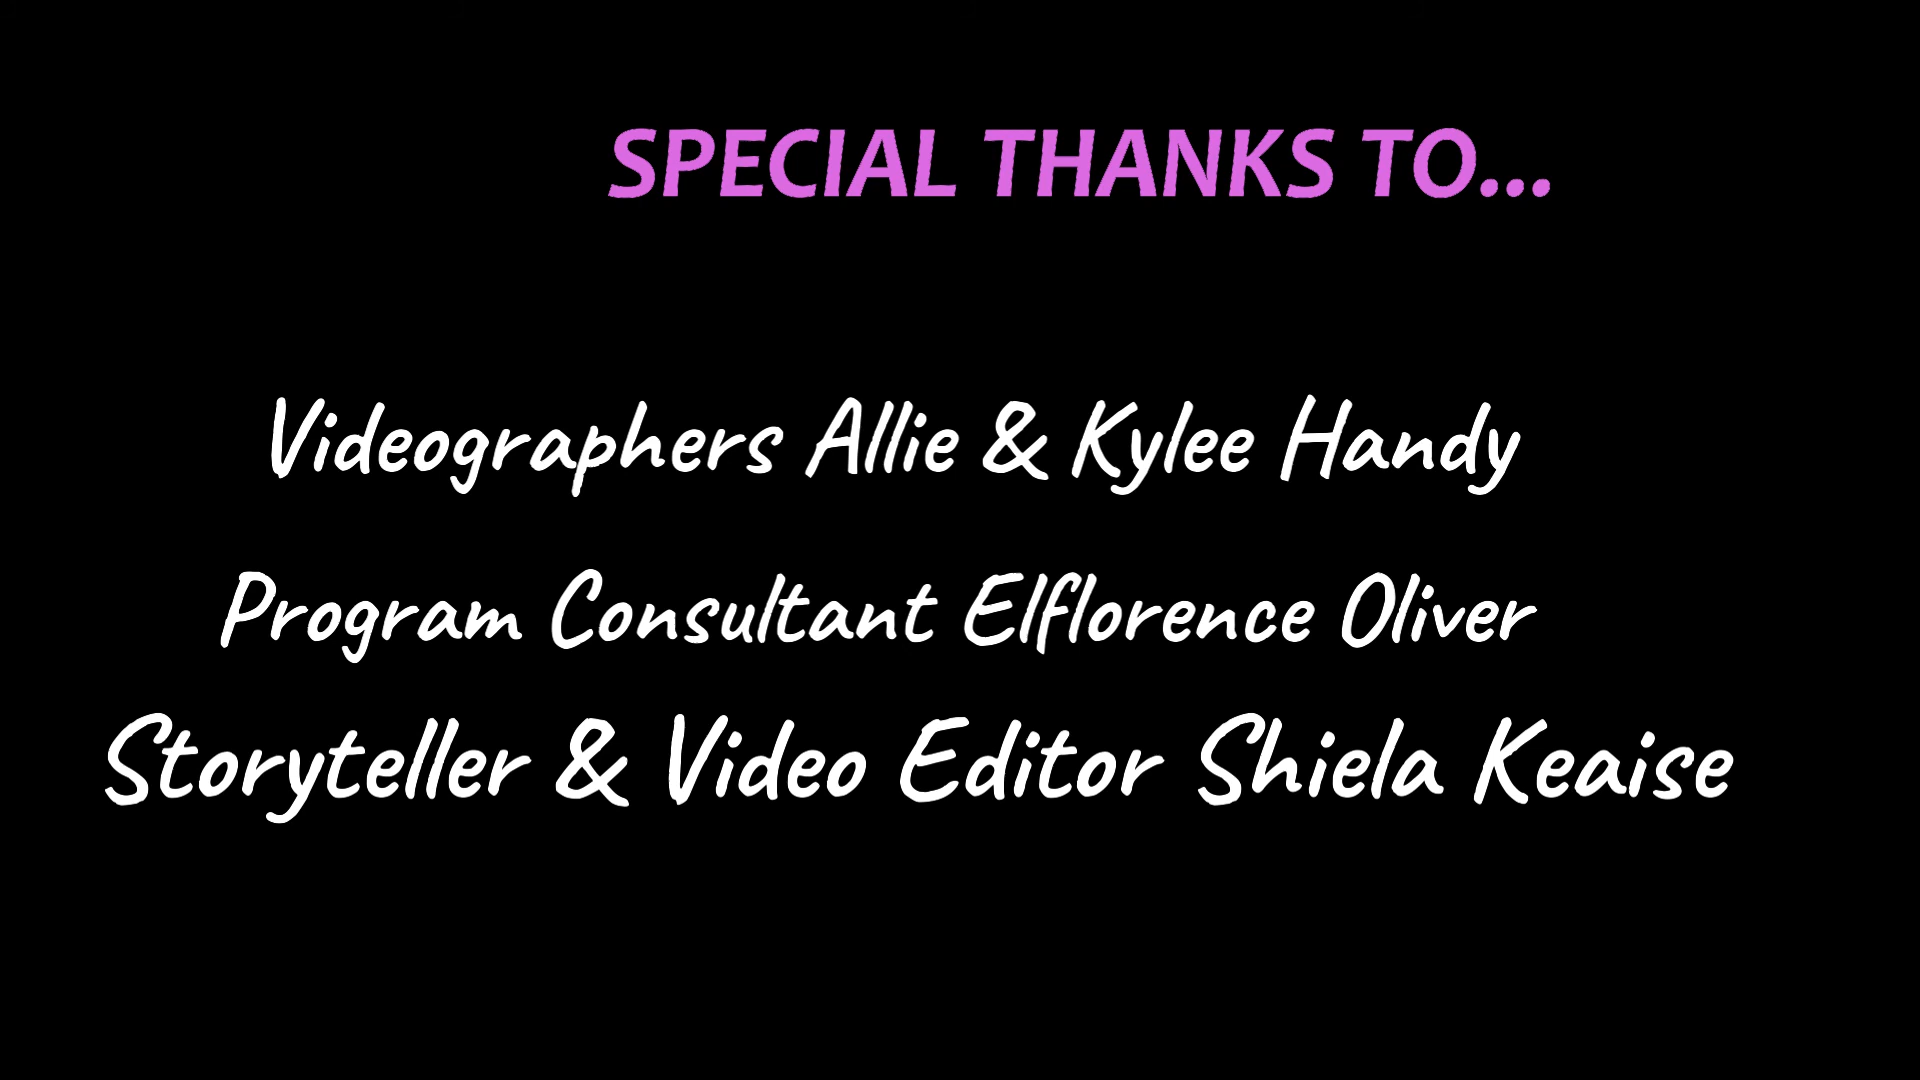 SPECIAL THANKS TO...
Videographers Allie & Kylee Handy
Program Consultant Elflorence Oliver
Storyteller & Video Editor Shiela Keaise